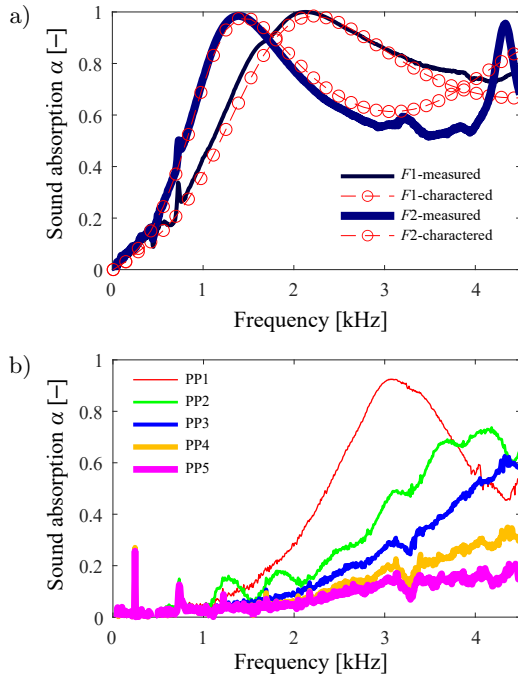 a)
Sound absorption α [−]
1
0.8
0.6
0.4
0.2
0
F1-measured
F1-charactered
F2-measured
F2-charactered
0 1 2 3 4
Frequency [kHz]
b)
Sound absorption α [−]
1
0.8
0.6
0.4
0.2
0
PP1
PP2
PP3
PP4
PP5
0 1 2 3 4
Frequency [kHz]